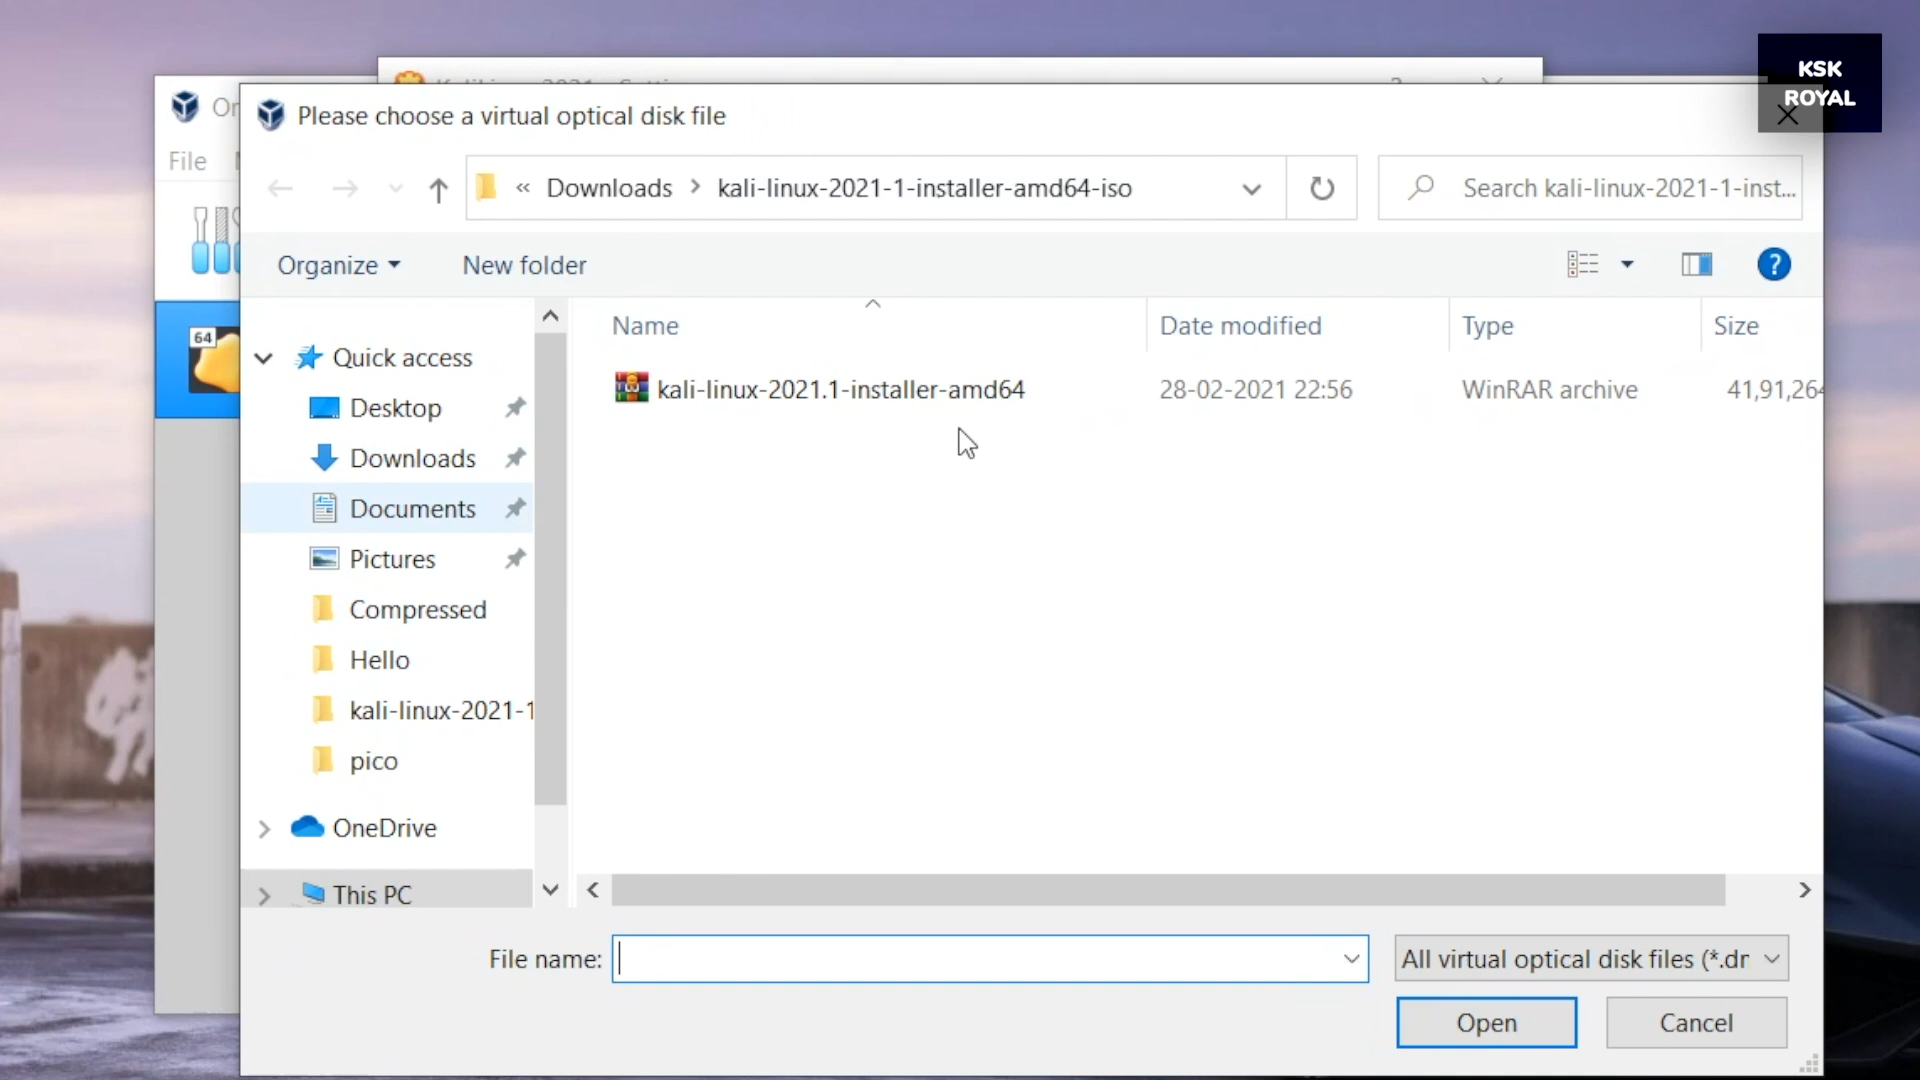 KSK
ROYAL
Please choose a virtual optical disk file
File
« Downloads > kali-linux-2021-1-installer-amd64-iso
Search kali-linux-2021-1-inst...
Organize
New folder
?
64
Name
Date modified
Type
Size
Quick access
kali-linux-2021.1-installer-amd64
28-02-2021 22:56
WinRAR archive
41,91,264
Desktop
Downloads
Documents
Pictures
Compressed
Hello
kali-linux-2021-1
pico
OneDrive
This PC
File name:
All virtual optical disk files (*.dr
Open
Cancel